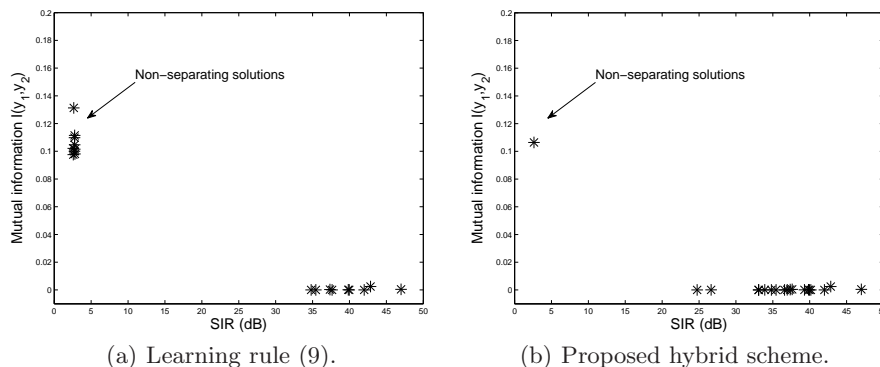 0.2
0.18
0.16
0.14
0.12
0.1
0.08
0.06
0.04
0.02
0
Mutual information I(y1,y2)
Non−separating solutions
0 5 10 15 20 25 30 35 40 45 50
SIR (dB)
(a) Learning rule (9).
0.2
0.18
0.16
0.14
0.12
0.1
0.08
0.06
0.04
0.02
0
Mutual information I(y1,y2)
Non−separating solutions
0 5 10 15 20 25 30 35 40 45 50
SIR (dB)
(b) Proposed hybrid scheme.